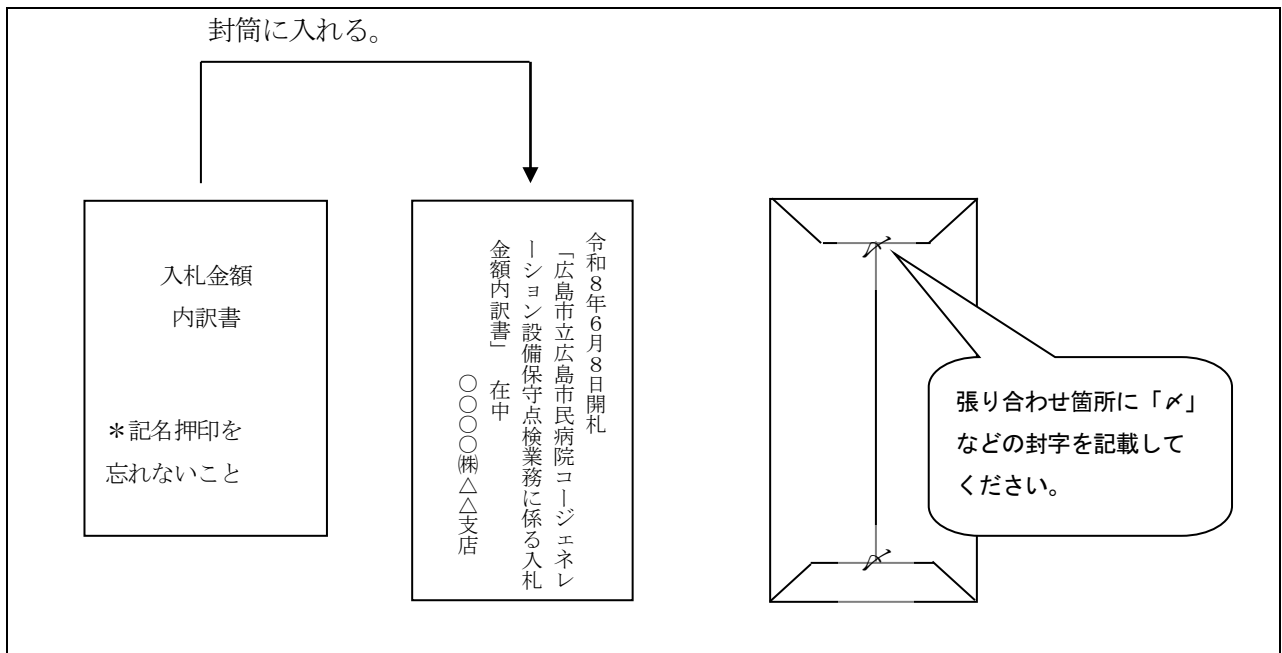 封筒に入れる。
入札金額
内訳書
＊記名押印を
忘れないこと
令和８年６月８日開札
「広島市立広島市民病院コージェネレ
ーション設備保守点検業務に係る入札
金額内訳書」　在中
○○○○㈱△△支店
〆
〆
張り合わせ箇所に「〆」
などの封字を記載して
ください。